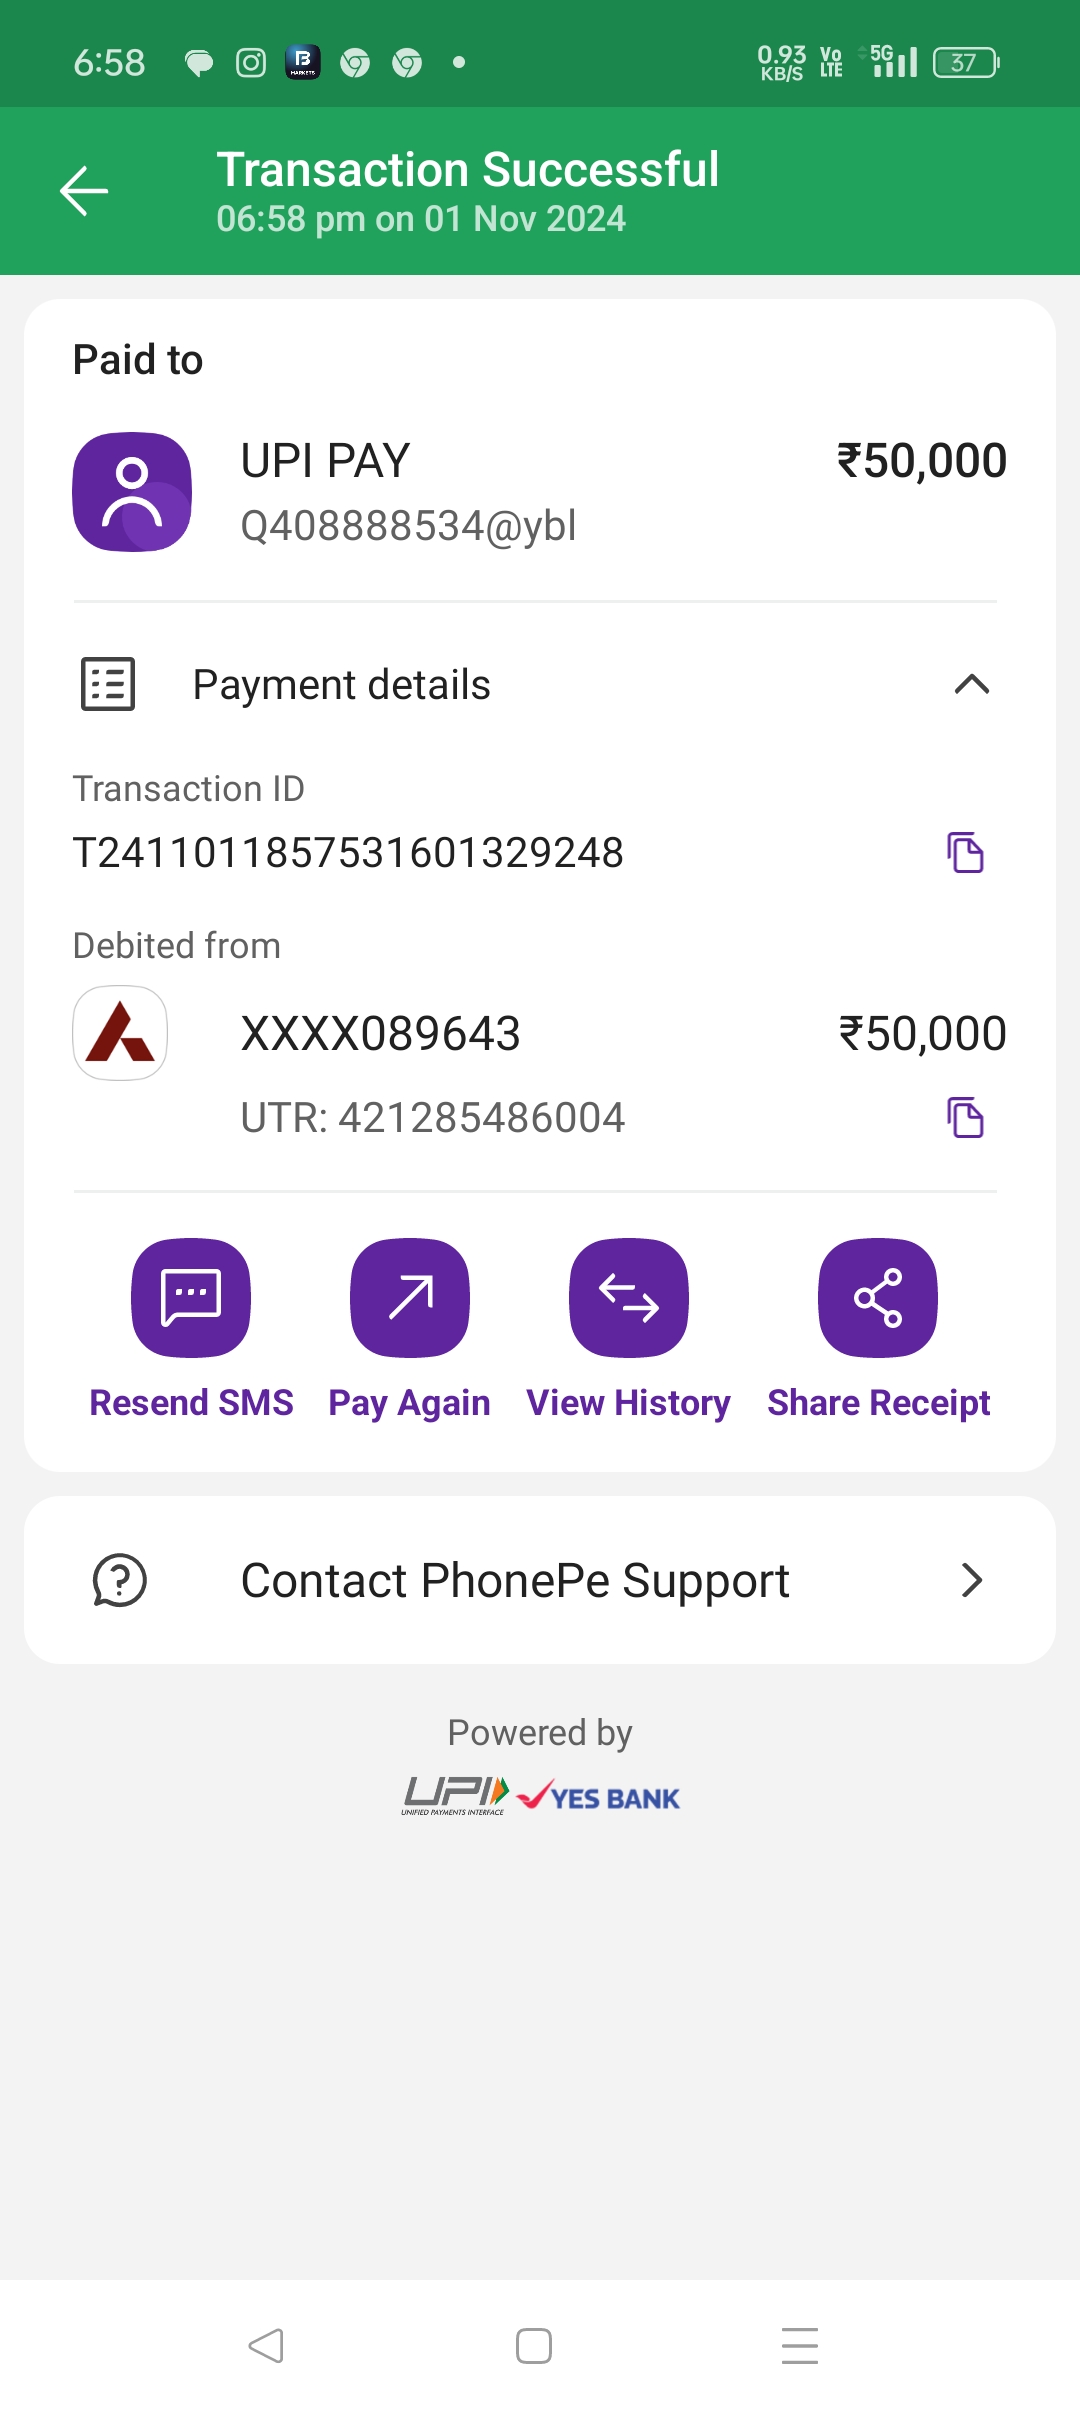 6:58
B
MARKETS
0.93
KB/S
Vo
LTE
5G
37
Transaction Successful
06:58 pm on 01 Nov 2024
Paid to
UPI PAY
₹50,000
Q408888534@ybl
Payment details
Transaction ID
T2411011857531601329248
Debited from
XXXX089643
₹50,000
UTR: 421285486004
Resend SMS
Pay Again
View History
Share Receipt
Contact PhonePe Support
Powered by
UPI
UNIFIED PAYMENTS INTERFACE
YES BANK